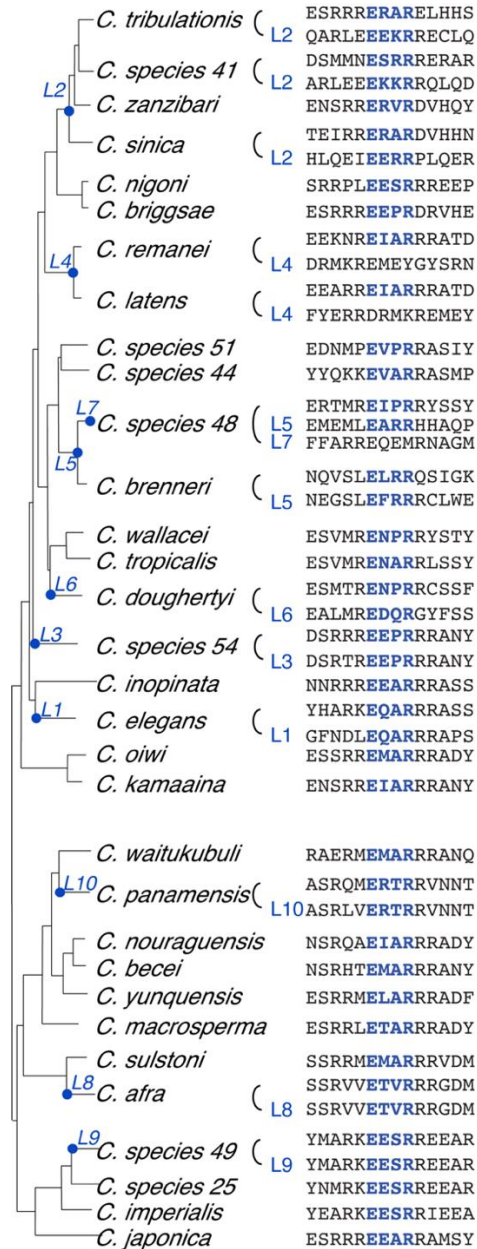 C. tribulationis ESRRRERARELHHS
L2 QARLEEEKRRECLQ
C. species 41 DSMMNESRRRERAR
L2 ARLEEEKKRRQLQD
L2
C. zanzibari ENSRRERVRDVHQY
C. sinica TEIRRERARDVHHN
L2 HLQEIEERRPLQER
C. nigoni SRRPLEESRRREEP
C. briggsae ESRRREEPRDRVHE
C. remanei EEKNREIARRRATD
L4 L4 DRMKREMEYGYSRN
C. latens EEARREIARRRATD
L4 FYERRDRMKREMEY
C. species 51 EDNMPEVPRRASIY
C. species 44 YYQKKEVARRASMP
L7 ERTMREIPRRYSSY
C. species 48 L5 EMEMLEARRHHAQP
L7 FFARREQEMRNAGM
L5
C. brenneri NQVSLELRRQSIGK
L5 NEGSLEFRRRCLWE
C. wallacei ESVMRENPRRYSTY
C. tropicalis ESVMRENARRLSSY
L6 C. doughertyi ESMTRENPRRCSSF
L6 EALMREDQRGYFSS
L3 C. species 54 DSRRREEPRRRANY
L3 DSRTREEPRRRANY
C. inopinata NNRRREEARRRASS
L1 C. elegans YHARKEQARRRASS
L1 GFNDLEQARRRAPS
C. oiwi ESSRREMARRRADY
C. kamaaina ENSRREIARRRANY
C. waitukubuli RAERMEMARRRANQ
L10 C. panamensis ASRQMERTRRVNNT
L10 ASRLVERTRRVNNT
C. nouraguensis NSRQAEIARRRADY
C. becei NSRHTEMARRRANY
C. yunquensis ESRRMELARRRADF
C. macrosperma ESRRLETARRRADY
C. sulstoni SSRRMEMARRRVDM
L8 C. afra SSRVVETVRRRGDM
L8 SSRVVETVRRRGDM
L9 C. species 49 YMARKEESRREEAR
L9 YMARKEESRREEAR
C. species 25 YNMRKEESRREEAR
C. imperialis YEARKEESRRIEEA
C. japonica ESRRREEARRAMSY